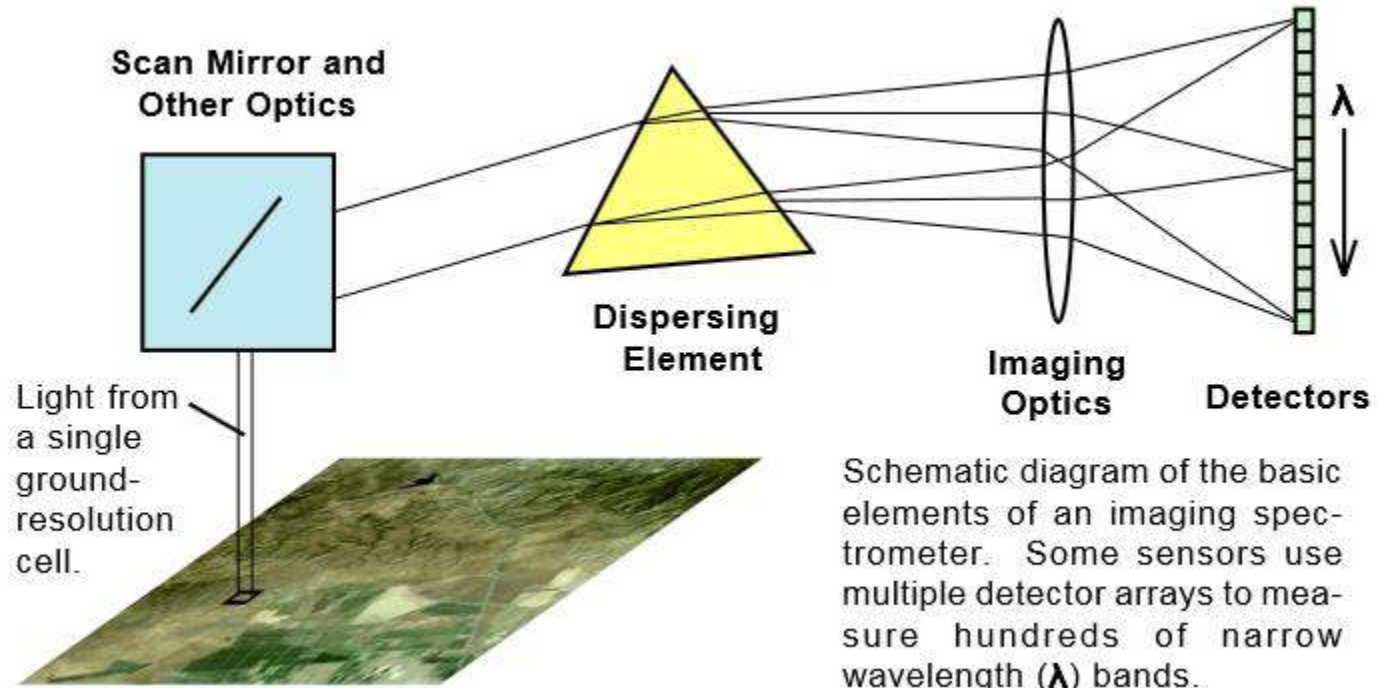 Scan Mirror and
Other Optics
λ
Dispersing
Element
Imaging
Optics
Detectors
Light from
a single
ground-
resolution
cell.
Schematic diagram of the basic
elements of an imaging spec-
trometer. Some sensors use
multiple detector arrays to mea-
sure hundreds of narrow
wavelength (λ) bands.